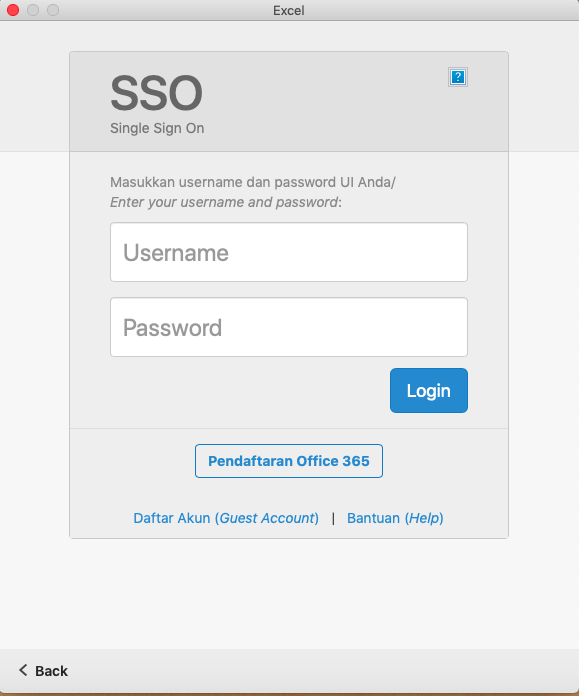 Excel
SSO
?
Single Sign On
Masukkan username dan password UI Anda/
Enter your username and password:
Username
Password
Login
Pendaftaran Office 365
Daftar Akun (Guest Account) | Bantuan (Help)
Back